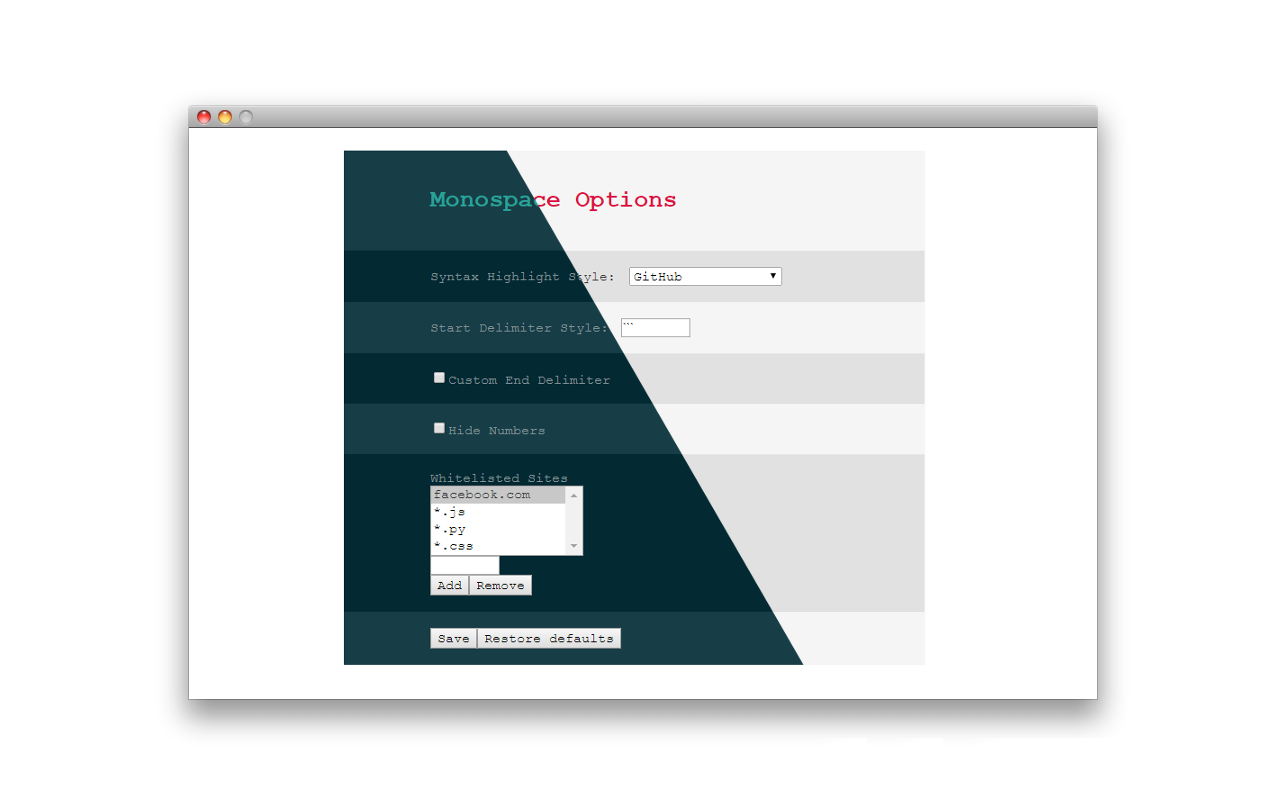 Monospace Options
Syntax Highlight Style: GitHub
Start Delimiter Style: ```
Custom End Delimiter
Hide Numbers
Whitelisted Sites
facebook.com
*.js
*.py
*.css
Add Remove
Save Restore defaults